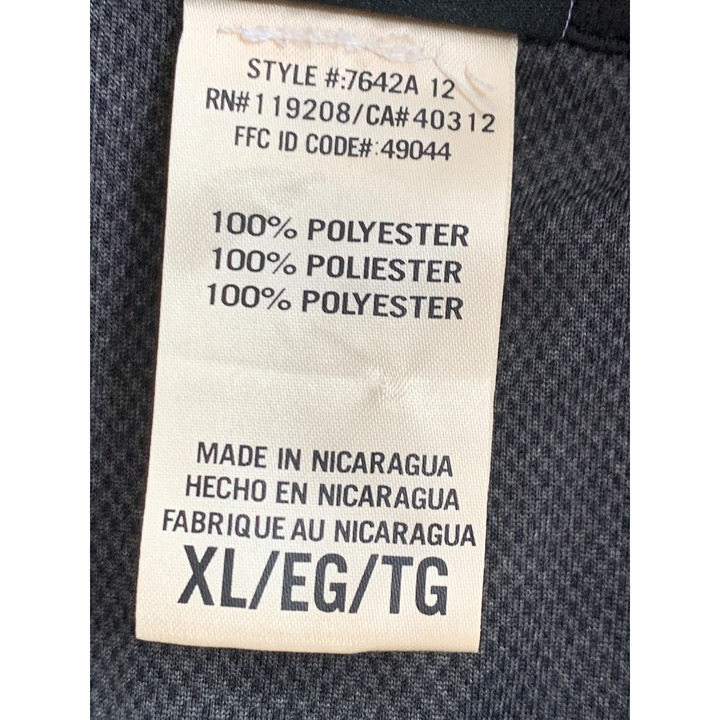 STYLE #:7642A 12
RN#119208/CA#40312
FFC ID CODE#:49044
100% POLYESTER
100% POLIESTER
100% POLYESTER
MADE IN NICARAGUA
HECHO EN NICARAGUA
FABRIQUE AU NICARAGUA
XL/EG/TG